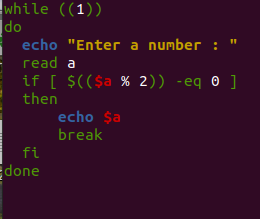 while ((1))
do
  echo "Enter a number : "
  read a
  if [ $(($a % 2)) -eq 0 ]
  then
      echo $a
      break
  fi
done